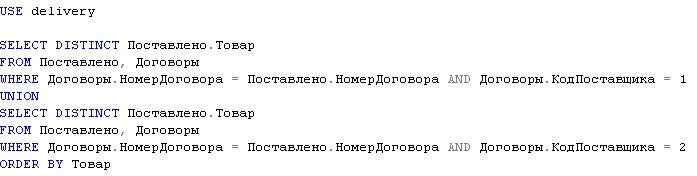 USE delivery
SELECT DISTINCT Поставлено.Товар
FROM Поставлено, Договоры
WHERE Договоры.НомерДоговора = Поставлено.НомерДоговора AND Договоры.КодПоставщика = 1
UNION
SELECT DISTINCT Поставлено.Товар
FROM Поставлено, Договоры
WHERE Договоры.НомерДоговора = Поставлено.НомерДоговора AND Договоры.КодПоставщика = 2
ORDER BY Товар